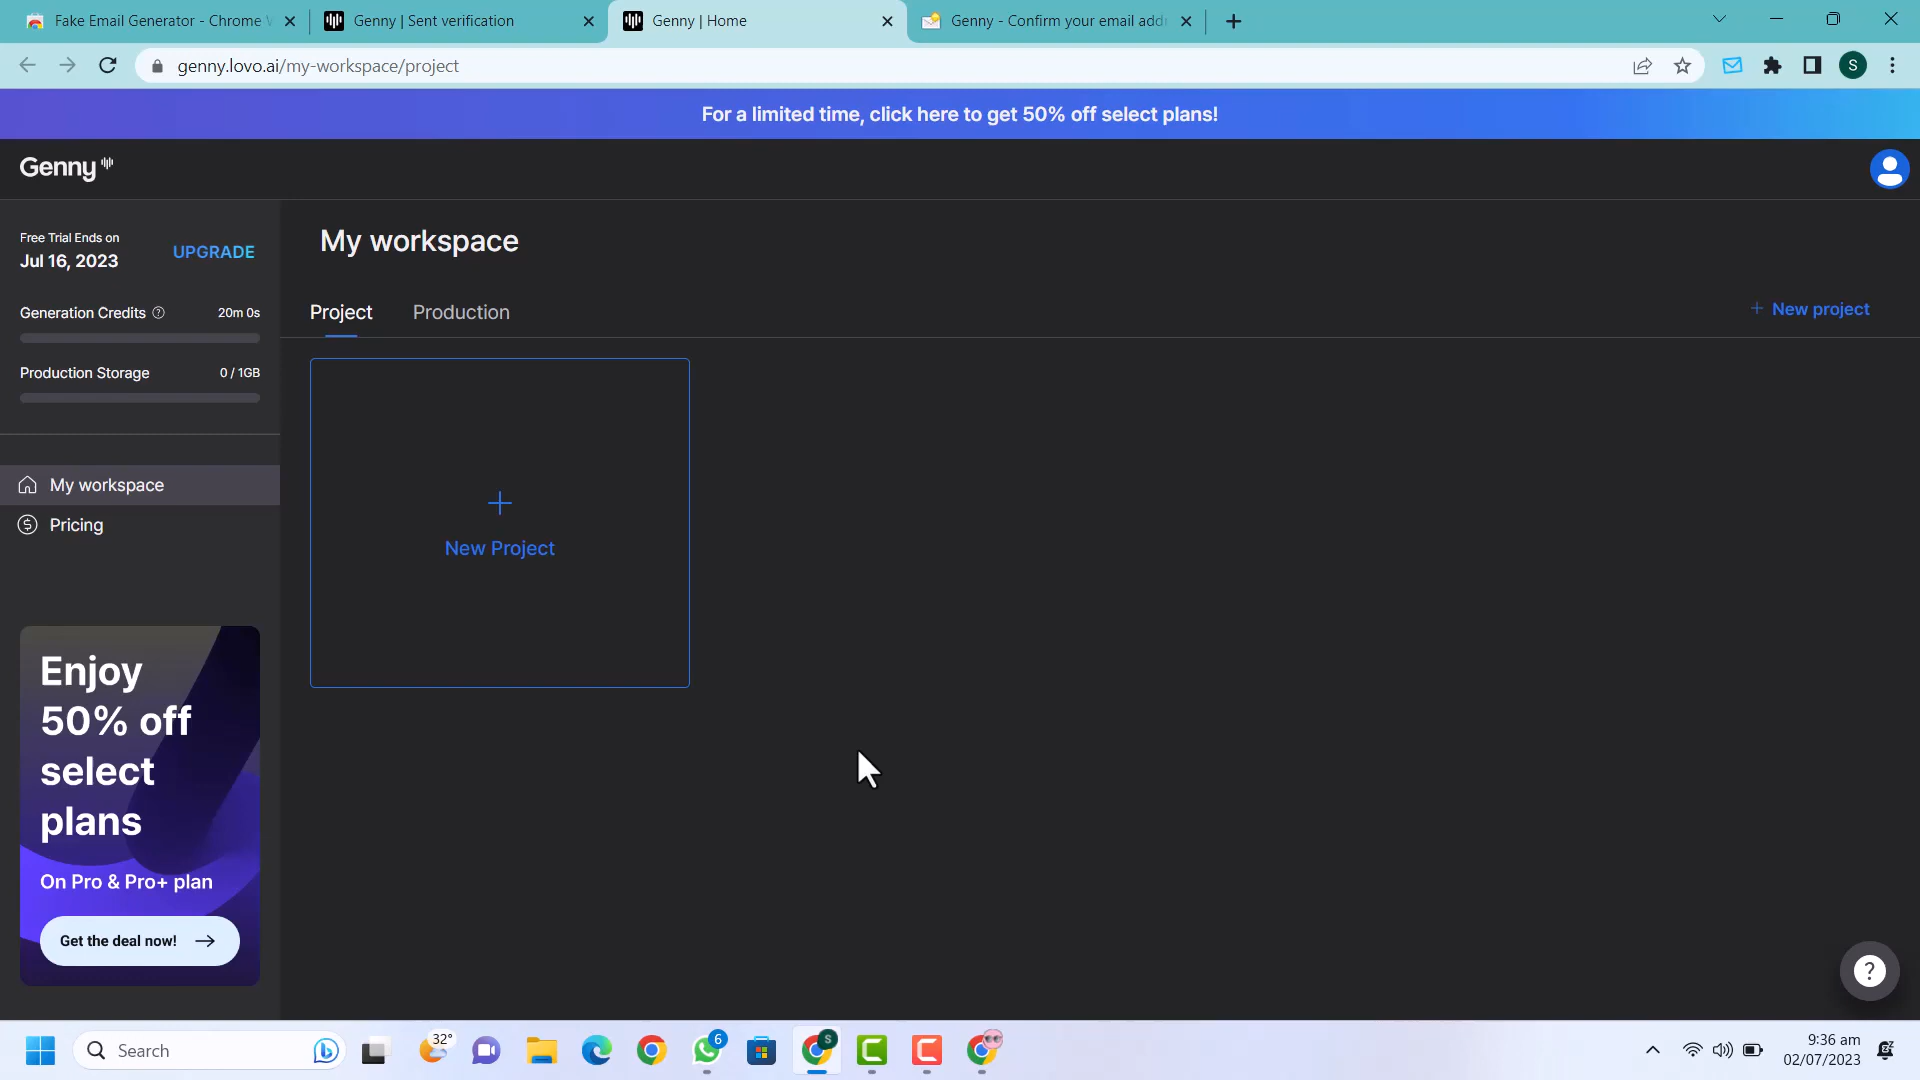 Fake Email Generator - Chrome
Genny | Sent verification
Genny | Home
Genny - Confirm your email add
genny.lovo.ai/my-workspace/project
S
For a limited time, click here to get 50% off select plans!
Genny
Free Trial Ends on
Jul 16, 2023
UPGRADE
Generation Credits
20m 0s
Production Storage
0 / 1GB
My workspace
Pricing
Enjoy
50% off
select
plans
On Pro & Pro+ plan
Get the deal now!
My workspace
Project
Production
+ New project
New Project
?
Search
32°
6
S
9:36 am
02/07/2023